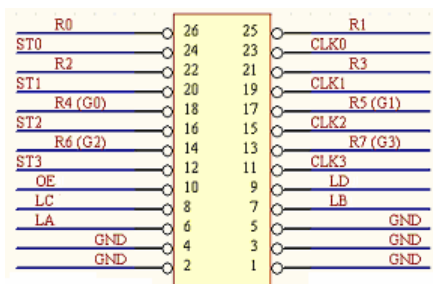 R0 26 25 R1
ST0 24 23 CLK0
R2 22 21 R3
ST1 20 19 CLK1
R4 (G0) 18 17 R5 (G1)
ST2 16 15 CLK2
R6 (G2) 14 13 R7 (G3)
ST3 12 11 CLK3
OE 10 9 LD
LC 8 7 LB
LA 6 5 GND
GND 4 3 GND
GND 2 1 GND